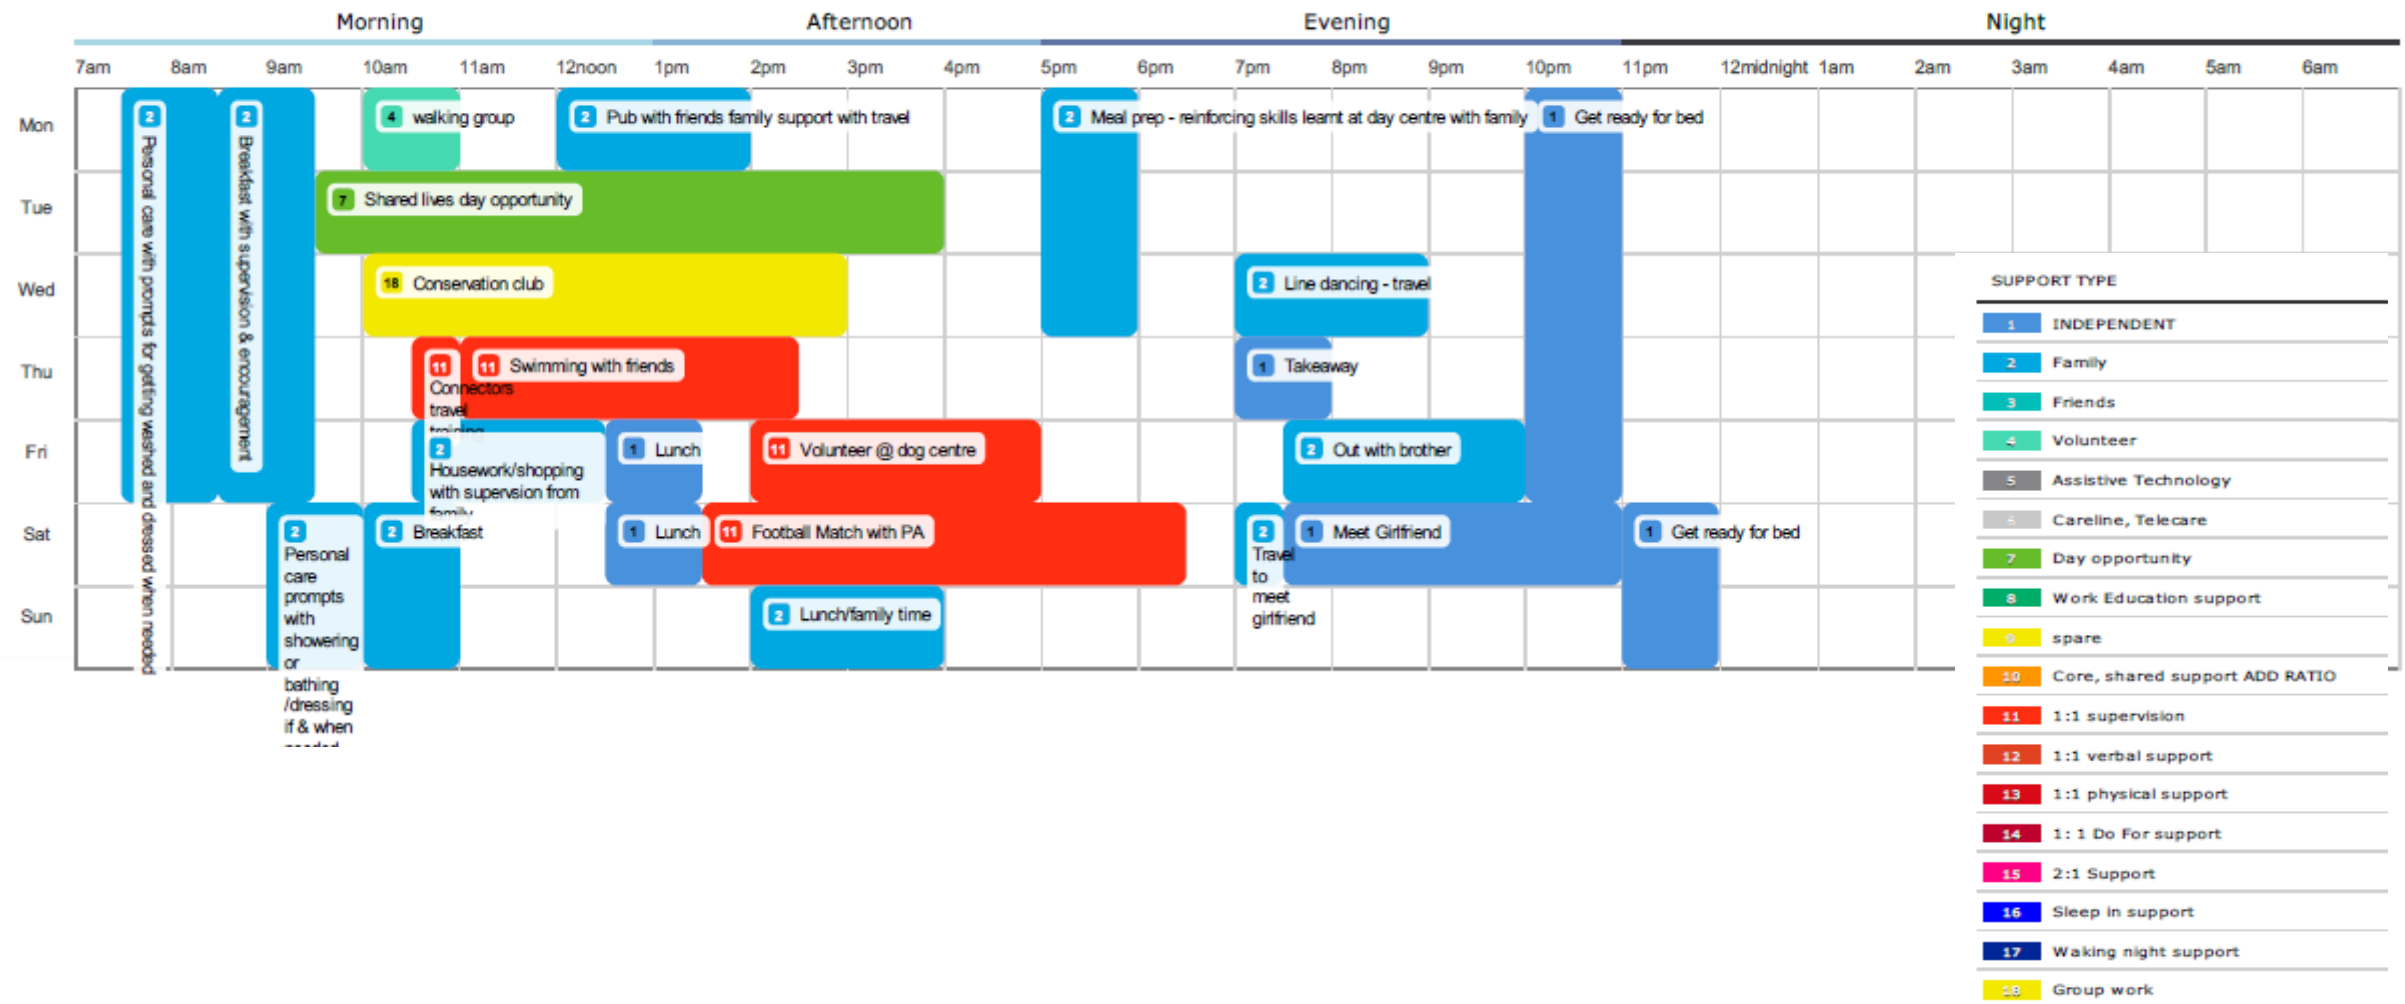 Morning Afternoon Evening Night
7am 8am 9am 10am 11am 12noon 1pm 2pm 3pm 4pm 5pm 6pm 7pm 8pm 9pm 10pm 11pm 12midnight 1am 2am 3am 4am 5am 6am
Mon
2 Personal care with prompts for getting washed and dressed when needed
2 Breakfast with supervision & encouragement
4 walking group
2 Pub with friends family support with travel
2 Meal prep - reinforcing skills learnt at day centre with family
1 Get ready for bed
Tue
7 Shared lives day opportunity
Wed
18 Conservation club
2 Line dancing - travel
Thu
11
Connectors
travel
training
11 Swimming with friends
1 Takeaway
Fri
2
Housework/shopping
with supervsion from
family
1 Lunch
11 Volunteer @ dog centre
2 Out with brother
Sat
2
Personal
care
prompts
with
showering
or
bathing
/dressing
if & when
2 Breakfast
1 Lunch
11 Football Match with PA
2
Travel
to
meet
girlfriend
1 Meet Girlfriend
1 Get ready for bed
Sun
2 Lunch/family time
SUPPORT TYPE
1 INDEPENDENT
2 Family
3 Friends
4 Volunteer
5 Assistive Technology
6 Careline, Telecare
7 Day opportunity
8 Work Education support
9 spare
10 Core, shared support ADD RATIO
11 1:1 supervision
12 1:1 verbal support
13 1:1 physical support
14 1: 1 Do For support
15 2:1 Support
16 Sleep in support
17 Waking night support
18 Group work